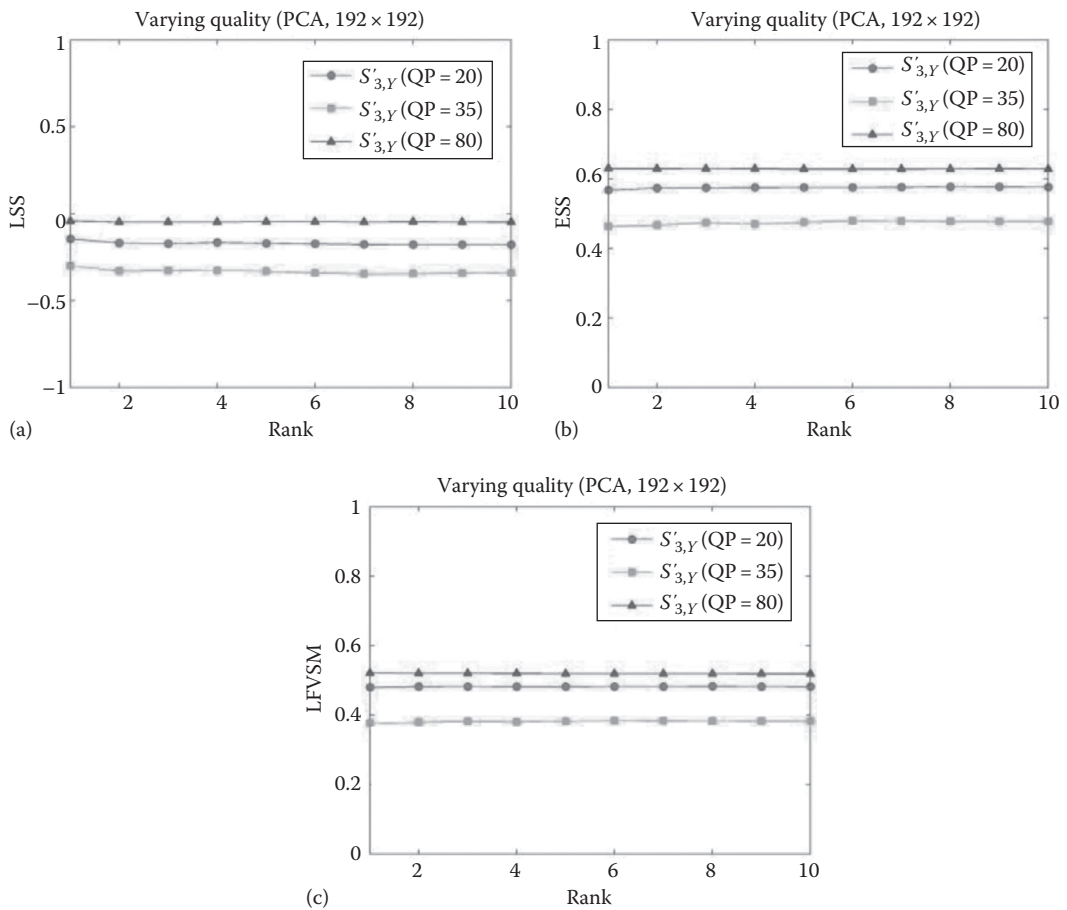 Varying quality (PCA, 192 × 192)
1
0.5
0
−0.5
−1
LSS
S′3,Y (QP = 20)
S′3,Y (QP = 35)
S′3,Y (QP = 80)
2 4 6 8 10
Rank
(a)
Varying quality (PCA, 192 × 192)
1
0.8
0.6
0.4
0.2
0
ESS
S′3,Y (QP = 20)
S′3,Y (QP = 35)
S′3,Y (QP = 80)
2 4 6 8 10
Rank
(b)
Varying quality (PCA, 192 × 192)
1
0.8
0.6
0.4
0.2
0
LFVSM
S′3,Y (QP = 20)
S′3,Y (QP = 35)
S′3,Y (QP = 80)
2 4 6 8 10
Rank
(c)